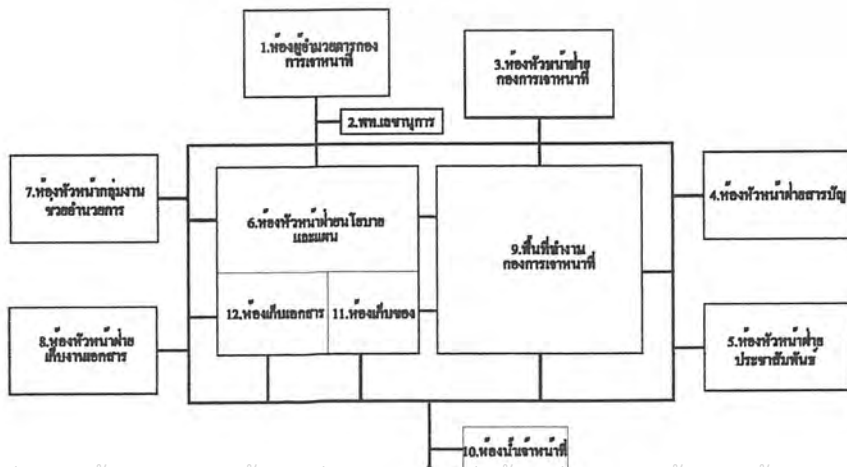 1.ห้องผู้อำนวยการกอง
การเจ้าหน้าที่
3.ห้องหัวหน้าฝ่าย
กองการเจ้าหน้าที่
2.พท.เลขานุการ
7.ห้องหัวหน้ากลุ่มงาน
ช่วยอำนวยการ
4.ห้องหัวหน้าฝ่ายสารบัญ
6.ห้องหัวหน้าฝ่ายนโยบาย
และแผน
9.พื้นที่ทำงาน
กองการเจ้าหน้าที่
12.ห้องเก็บเอกสาร
11.ห้องเก็บของ
8.ห้องหัวหน้าฝ่าย
เก็บงานเอกสาร
5.ห้องหัวหน้าฝ่าย
ประชาสัมพันธ์
10.ห้องน้ำเจ้าหน้าที่